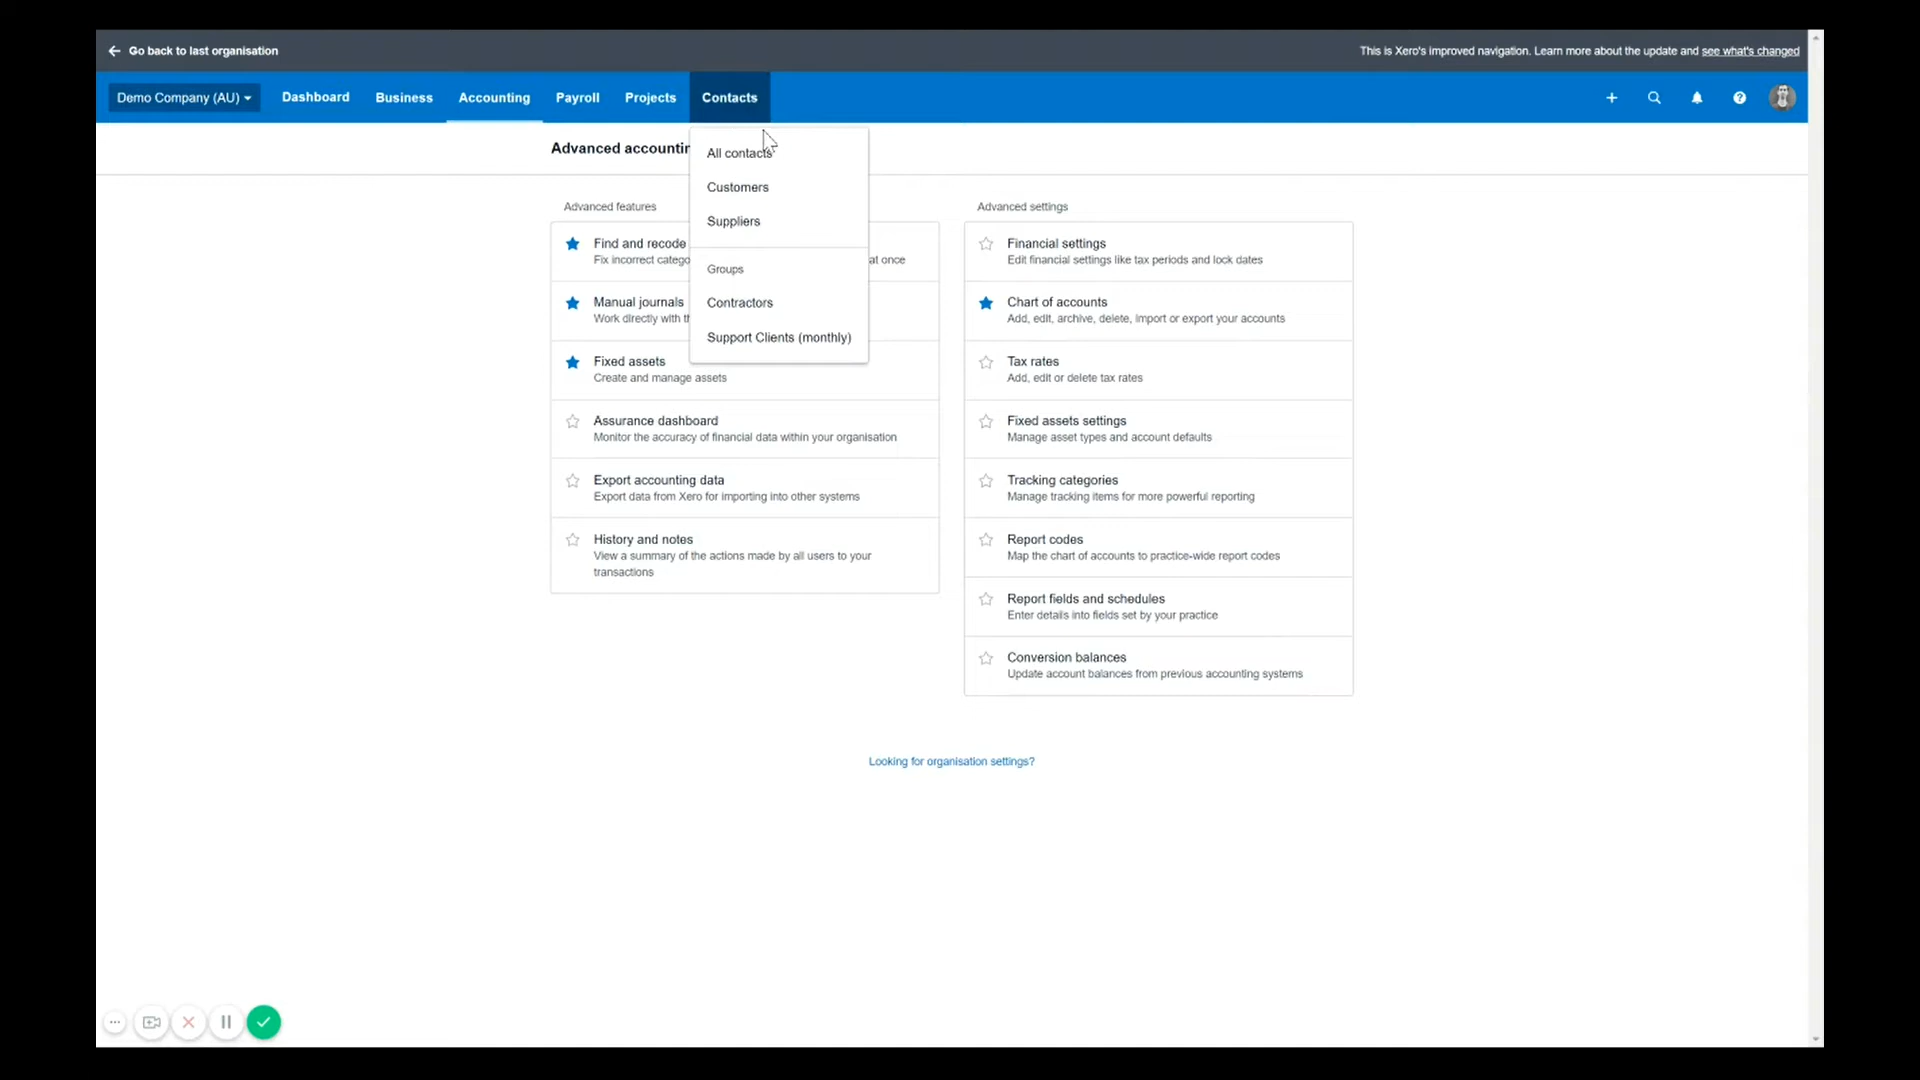 Go back to last organisation
This is Xero's improved navigation. Learn more about the update and see what's changed
Demo Company (AU)
Dashboard
Business
Accounting
Payroll
Projects
Contacts
Advanced accountin
All contacts
Customers
Suppliers
Groups
Contractors
Support Clients (monthly)
Advanced features
Find and recode
Fix incorrect catego
at once
Manual journals
Work directly with th
Fixed assets
Create and manage assets
Assurance dashboard
Monitor the accuracy of financial data within your organisation
Export accounting data
Export data from Xero for importing into other systems
History and notes
View a summary of the actions made by all users to your
transactions
Advanced settings
Financial settings
Edit financial settings like tax periods and lock dates
Chart of accounts
Add, edit, archive, delete, import or export your accounts
Tax rates
Add, edit or delete tax rates
Fixed assets settings
Manage asset types and account defaults
Tracking categories
Manage tracking items for more powerful reporting
Report codes
Map the chart of accounts to practice-wide report codes
Report fields and schedules
Enter details into fields set by your practice
Conversion balances
Update account balances from previous accounting systems
Looking for organisation settings?